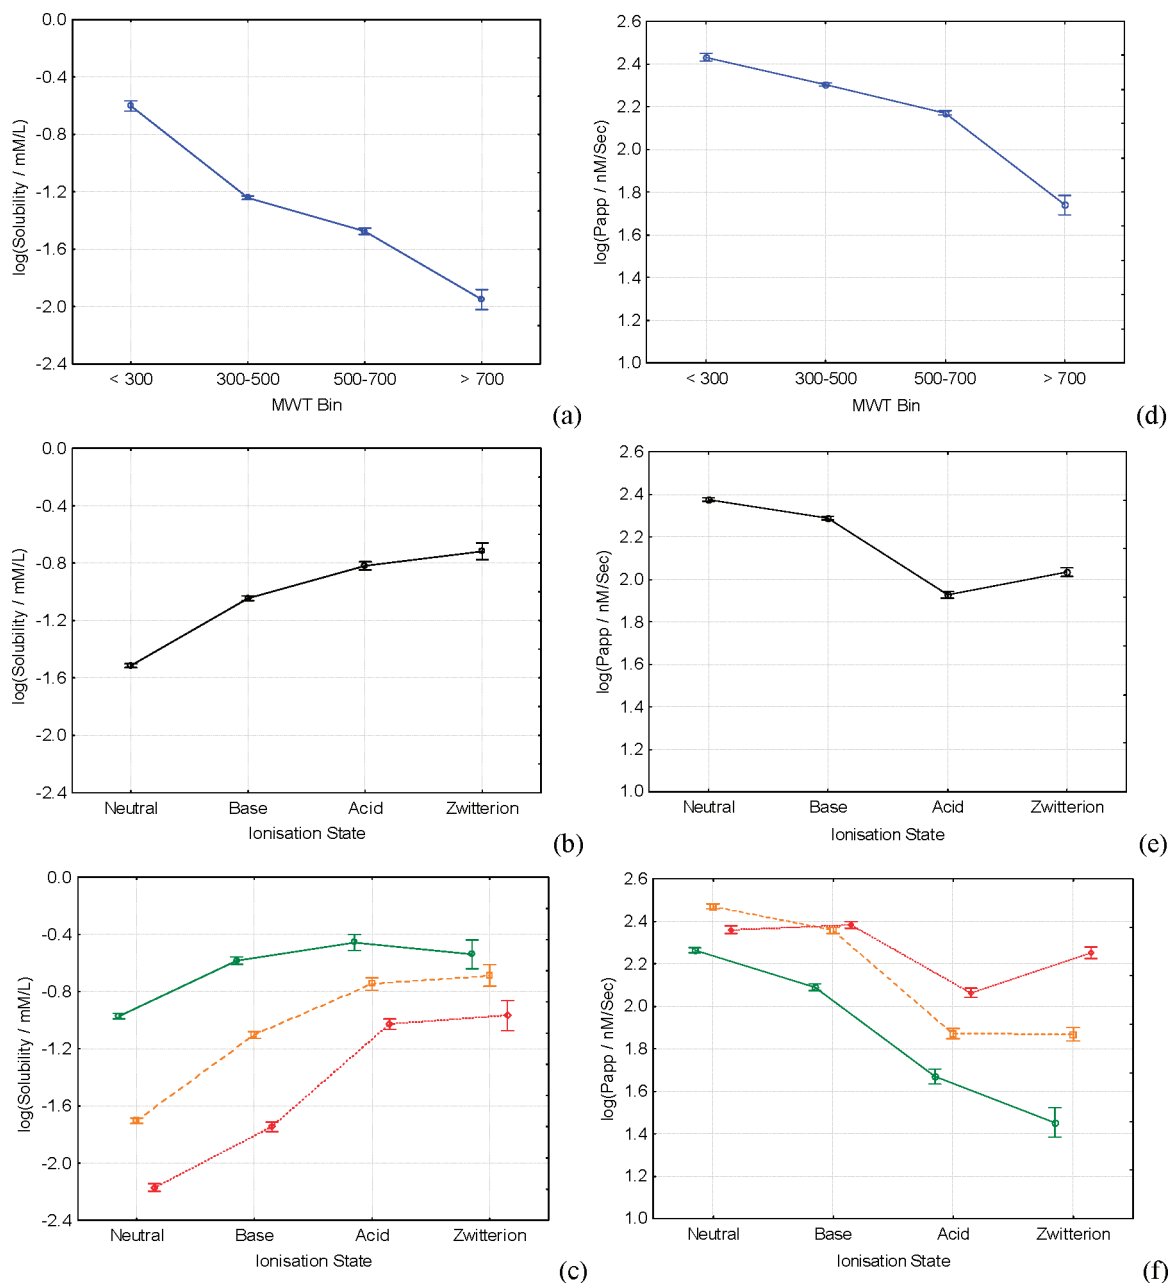 0.0
-0.4
-0.8
-1.2
-1.6
-2.0
-2.4
log(Solubility / mM/L)
< 300 300-500 500-700 > 700
MWT Bin
(a)
2.6
2.4
2.2
2.0
1.8
1.6
1.4
1.2
1.0
log(Papp / nM/Sec)
< 300 300-500 500-700 > 700
MWT Bin
(d)
0.0
-0.4
-0.8
-1.2
-1.6
-2.0
-2.4
log(Solubility / mM/L)
Neutral Base Acid Zwitterion
Ionisation State
(b)
2.6
2.4
2.2
2.0
1.8
1.6
1.4
1.2
1.0
log(Papp / nM/Sec)
Neutral Base Acid Zwitterion
Ionisation State
(e)
0.0
-0.4
-0.8
-1.2
-1.6
-2.0
-2.4
log(Solubility / mM/L)
Neutral Base Acid Zwitterion
Ionisation State
(c)
2.6
2.4
2.2
2.0
1.8
1.6
1.4
1.2
1.0
log(Papp / nM/Sec)
Neutral Base Acid Zwitterion
Ionisation State
(f)